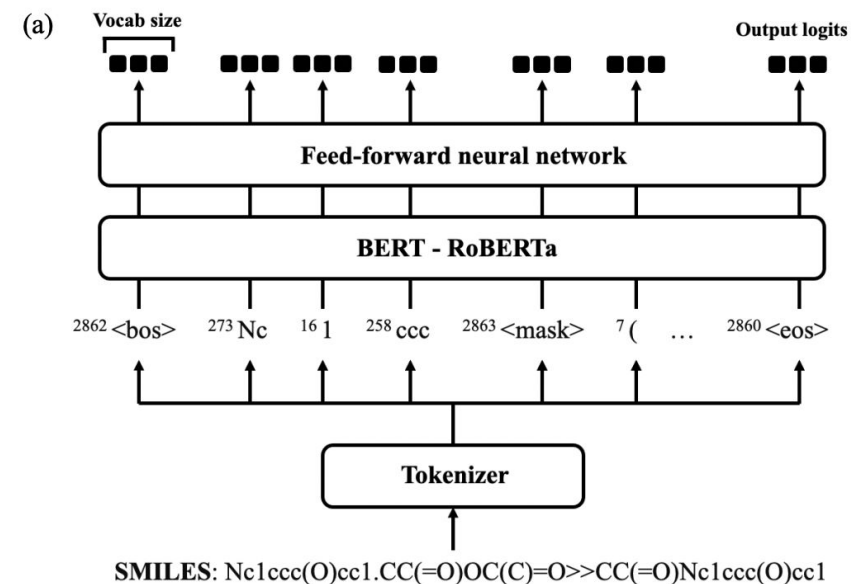 (a)
Vocab size
Output logits
Feed-forward neural network
BERT - RoBERTa
2862 <bos> 273 Nc 16 1 258 ccc 2863 <mask> 7 ( ... 2860 <eos>
Tokenizer
SMILES: Nc1ccc(O)cc1.CC(=O)OC(C)=O>>CC(=O)Nc1ccc(O)cc1